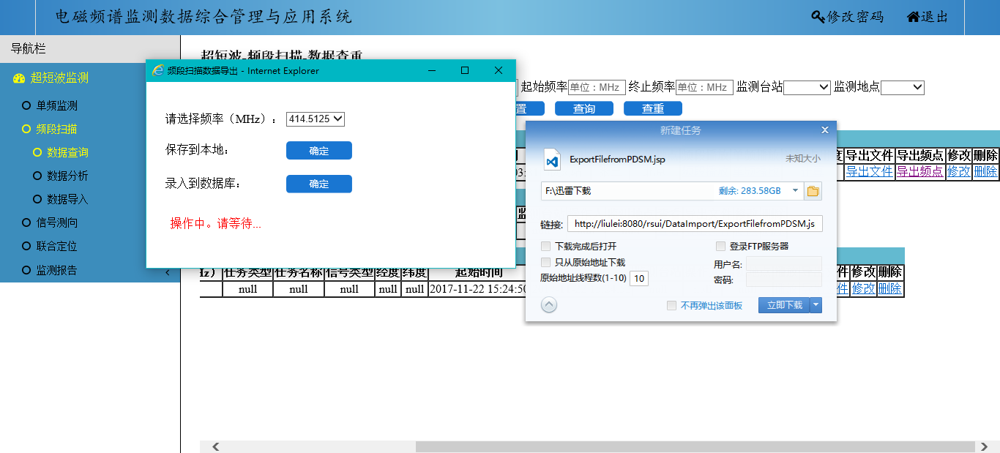 电磁频谱监测数据综合管理与应用系统
修改密码 退出
导航栏
超短波监测
单频监测
频段扫描
数据查询
数据分析
数据导入
信号测向
联合定位
监测报告
超短波-频段扫描-数据查重
起始频率 单位：MHz 终止频率 单位：MHz 监测台站 监测地点
置 查询 查重
频段扫描数据导出 - Internet Explorer
请选择频率（MHz）： 414.5125
保存到本地： 确定
录入到数据库： 确定
操作中。请等待...
新建任务
ExportFilefromPDSM.jsp 未知大小
F:\迅雷下载 剩余: 283.58GB
链接: http://liulei:8080/rsui/DataImport/ExportFilefromPDSM.js
下载完成后打开 登录FTP服务器
只从原始地址下载 用户名:
原始地址线程数(1-10) 10 密码:
不再弹出该面板 立即下载
度 导出文件 导出频点 修改 删除
03: 导出文件 导出频点 修改 删除
监
Hz） 任务类型 任务名称 信号类型 经度 纬度 起始时间 件 修改 删除
null null null null null 2017-11-22 15:24:50 件 修改 删除